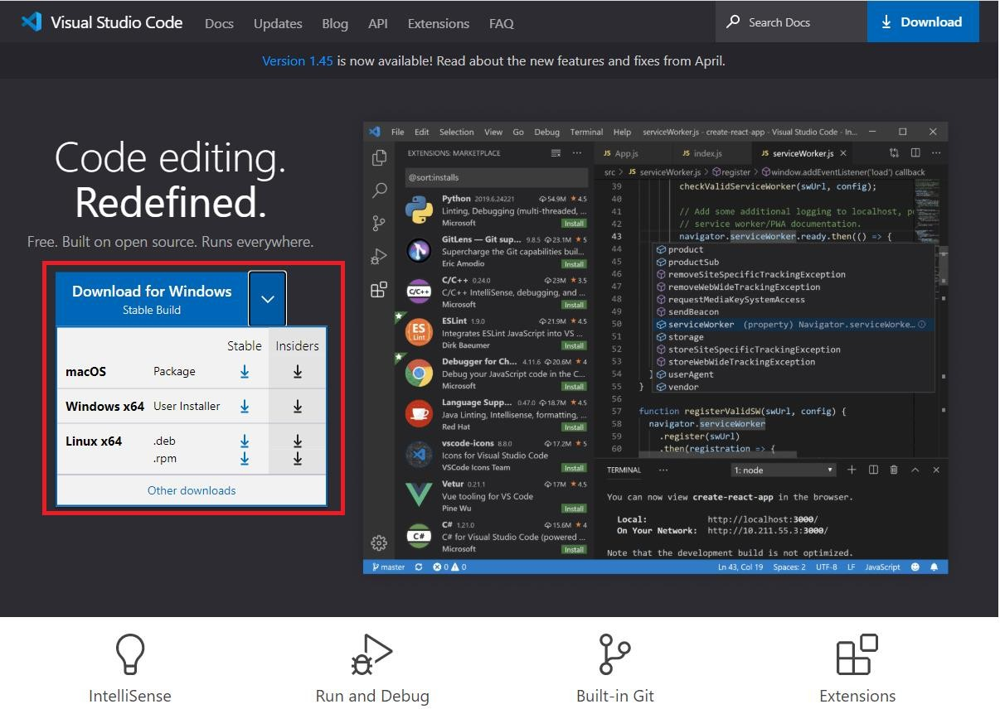 Visual Studio Code Docs Updates Blog API Extensions FAQ Search Docs Download
Version 1.45 is now available! Read about the new features and fixes from April.
Code editing.
Redefined.
Free. Built on open source. Runs everywhere.
Download for Windows
Stable Build
Stable Insiders
macOS Package
Windows x64 User Installer
Linux x64 .deb
.rpm
Other downloads
File Edit Selection View Go Debug Terminal Help serviceWorker.js - create-react-app - Visual Studio Code - In...
EXTENSIONS: MARKETPLACE
@sort:installs
Python 2019.6.24221 54.9M 4.5
Linting, Debugging (multi-threaded, ...
Microsoft Install
GitLens — Git sup... 9.8.5 23.1M 5
Supercharge the Git capabilities buil...
Eric Amodio Install
C/C++ 0.24.0 23M 3.5
C/C++ IntelliSense, debugging, and ...
Microsoft Install
ESLint 1.9.0 21.9M 4.5
Integrates ESLint JavaScript into VS ...
Dirk Baeumer Install
Debugger for Ch... 4.11.6 20.6M 4
Debug your JavaScript code in the C...
Microsoft Install
Language Supp... 0.47.0 18.7M 4.5
Java Linting, Intellisense, formatting, ...
Red Hat Install
vscode-icons 8.8.0 17.2M 5
Icons for Visual Studio Code
VSCode Icons Team Install
Vetur 0.21.1 17M 4.5
Vue tooling for VS Code
Pine Wu Install
C# 1.21.0 15.6M 4
C# for Visual Studio Code (powered ...
Microsoft Install
JS App.js JS index.js JS serviceWorker.js
src > JS serviceWorker.js > register > window.addEventListener('load') callback
39 checkValidServiceWorker(swUrl, config);
40
41 // Add some additional logging to localhost, p
42 // service worker/PWA documentation.
43 navigator.serviceWorker.ready.then(() => {
44 product
45 productSub
46 removeSiteSpecificTrackingException
47 removeWebWideTrackingException
48 requestMediaKeySystemAccess
49 sendBeacon
50 serviceWorker (property) Navigator.serviceWorke...
51 storage
52 storeSiteSpecificTrackingException
53 storeWebWideTrackingException
54 } userAgent
55 } vendor
56
57 function registerValidSW(swUrl, config) {
58 navigator.serviceWorker
59 .register(swUrl)
60 .then(registration => {
TERMINAL ... 1: node
You can now view create-react-app in the browser.
Local: http://localhost:3000/
On Your Network: http://10.211.55.3:3000/
Note that the development build is not optimized.
master 0 0 Ln 43, Col 19 Spaces: 2 UTF-8 LF JavaScript
IntelliSense Run and Debug Built-in Git Extensions